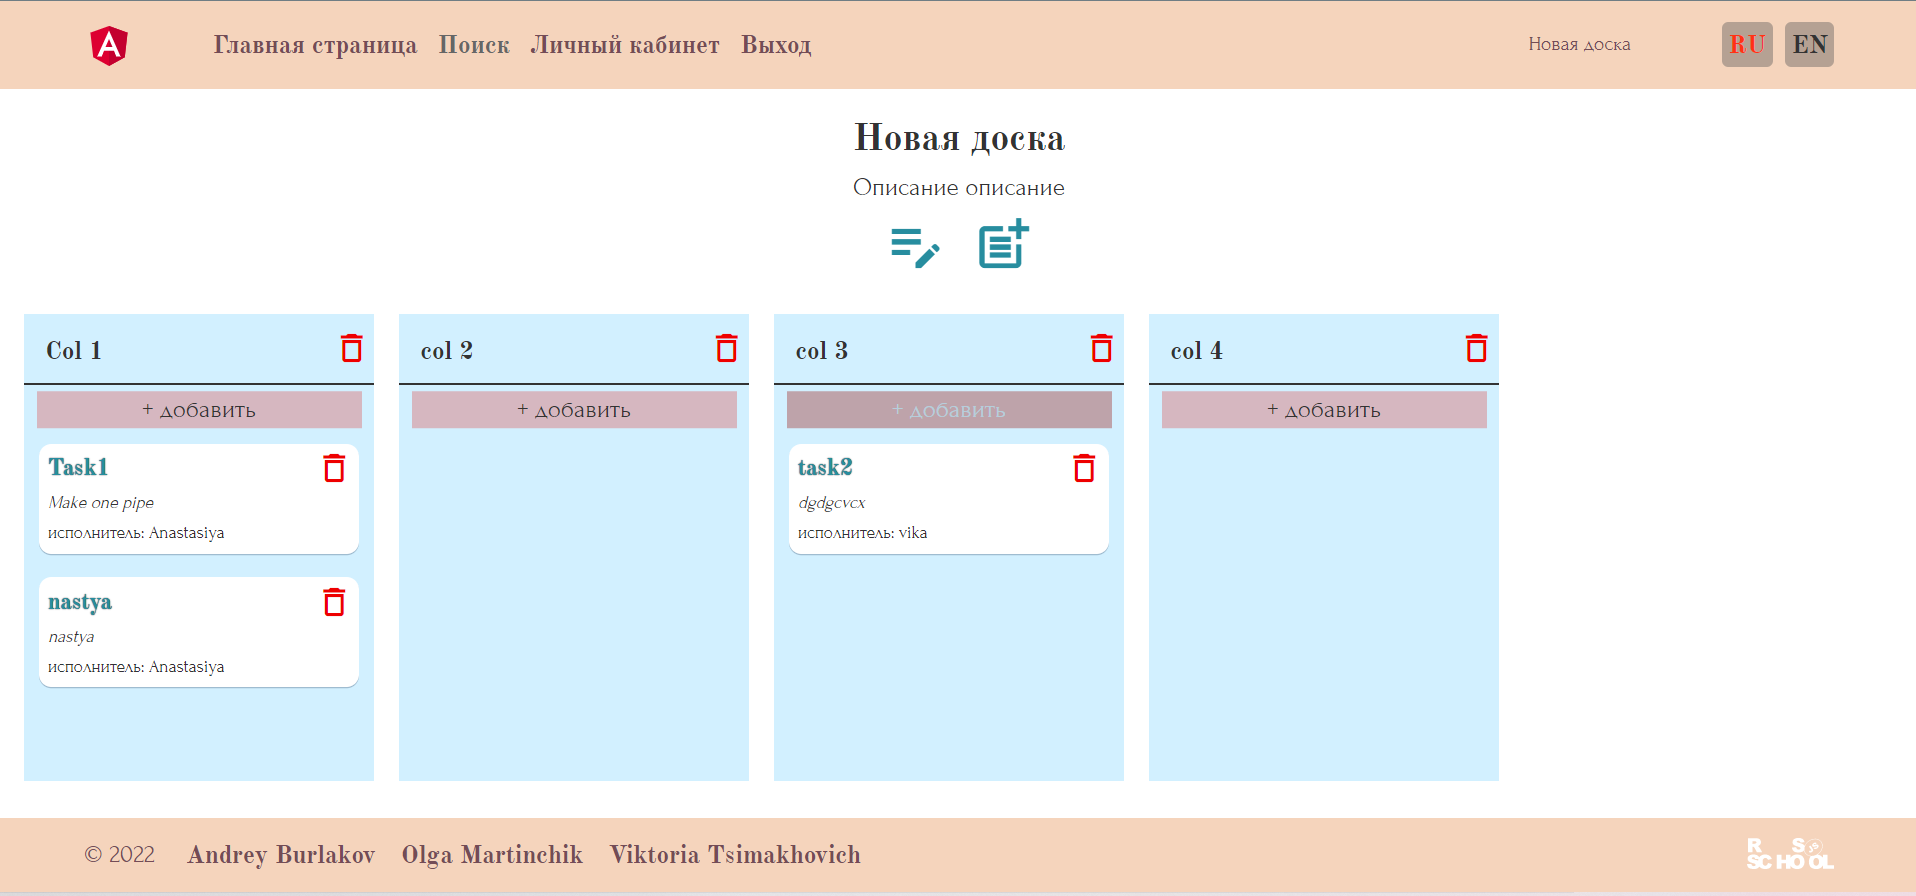 A
Главная страница Поиск Личный кабинет Выход
Новая доска
RU EN
Новая доска
Описание описание
Col 1
+ добавить
Task1
Make one pipe
исполнитель: Anastasiya
nastya
nastya
исполнитель: Anastasiya
col 2
+ добавить
col 3
+ добавить
task2
dgdgcvcx
исполнитель: vika
col 4
+ добавить
© 2022 Andrey Burlakov Olga Martinchik Viktoria Tsimakhovich
R S
SCHOOL